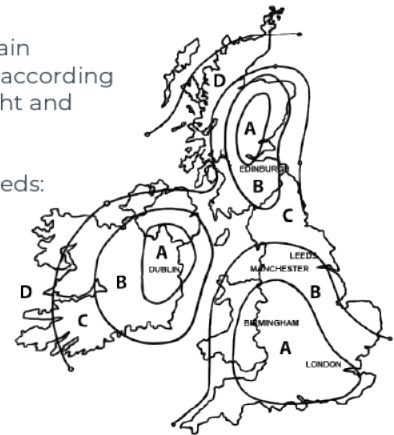 ain
according
ht and
eds:
D
A
EDINBURGH
B
C
A
DUBLIN
B
D
C
LEEDS
MANCHESTER
B
BIRMINGHAM
A
LONDON